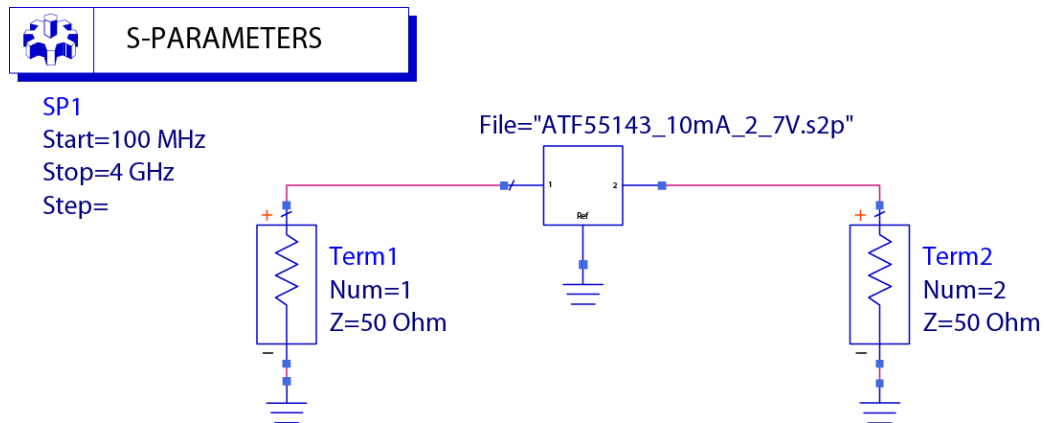 S-PARAMETERS
SP1
Start=100 MHz
Stop=4 GHz
Step=
File="ATF55143_10mA_2_7V.s2p"
1
2
Ref
+
Term1
Num=1
Z=50 Ohm
−
+
Term2
Num=2
Z=50 Ohm
−